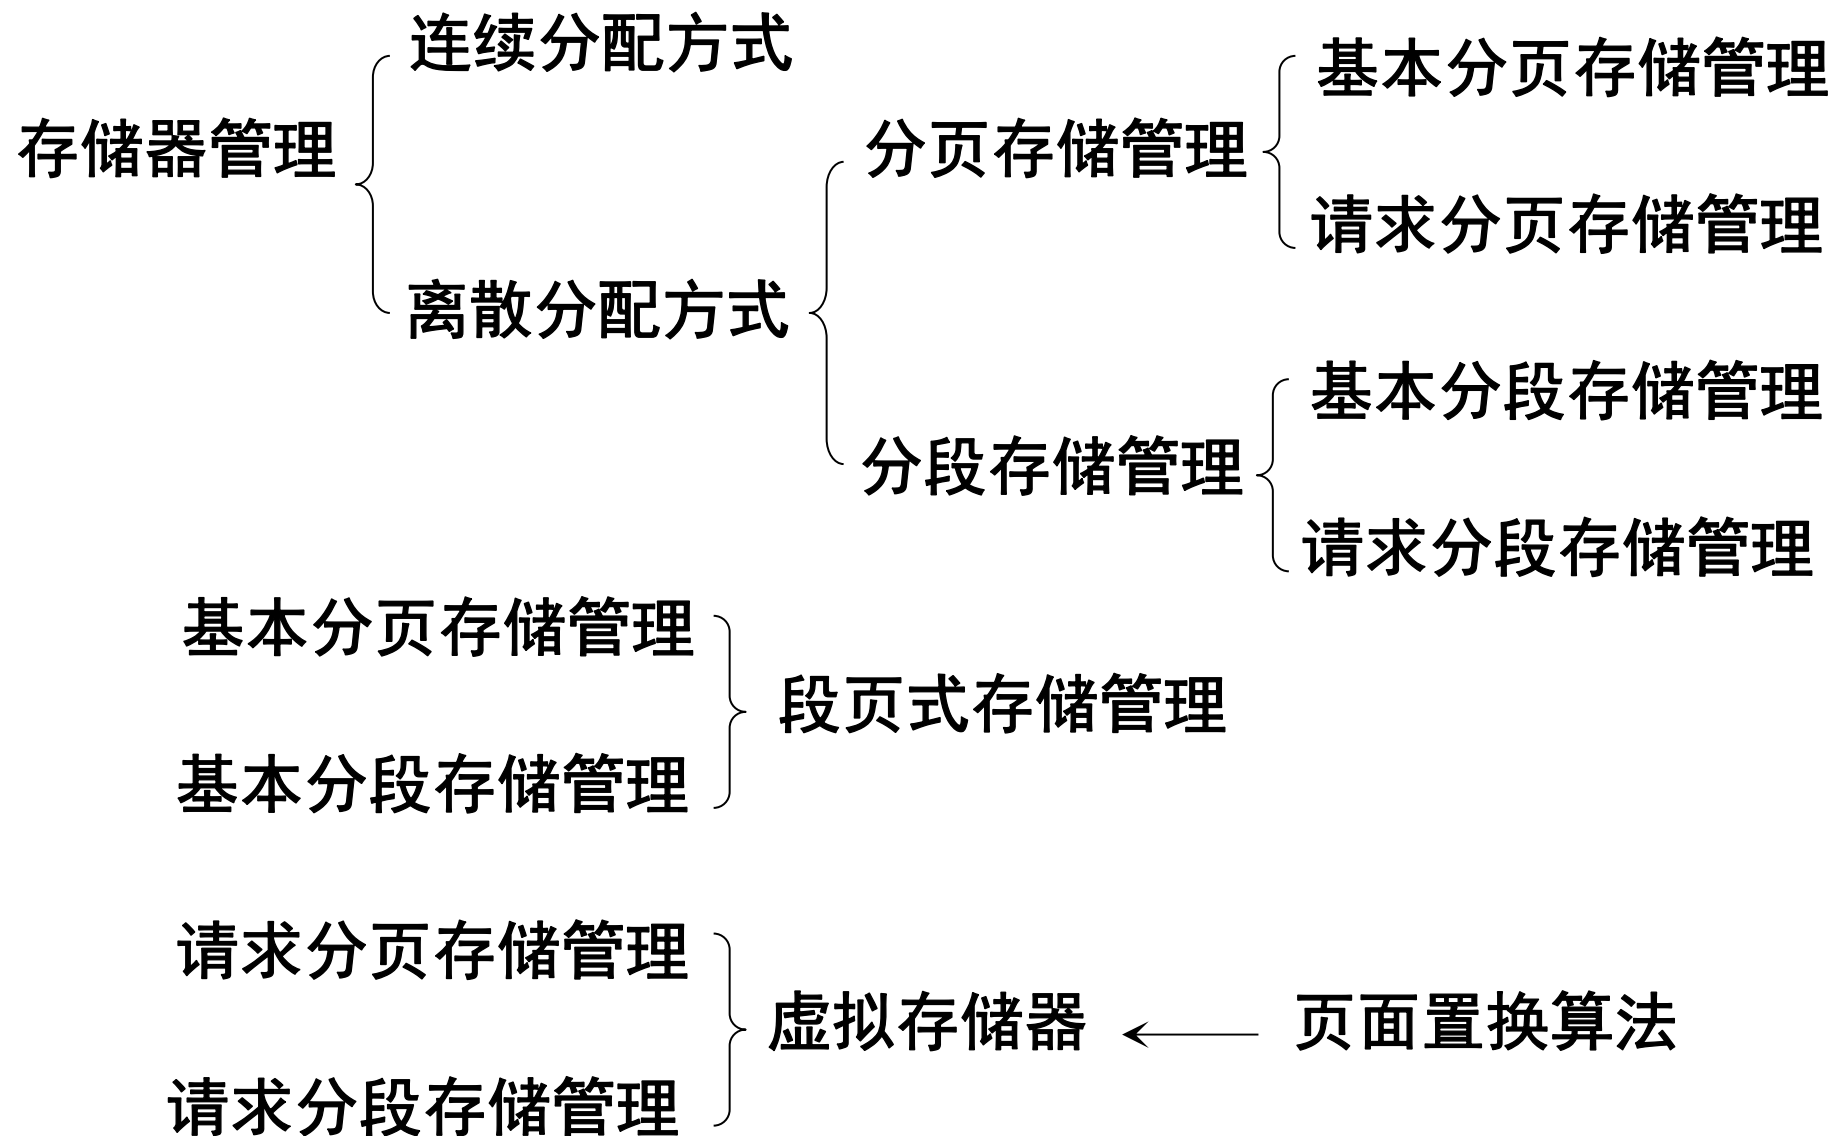 连续分配方式
基本分页存储管理
存储器管理
分页存储管理
请求分页存储管理
离散分配方式
基本分段存储管理
分段存储管理
请求分段存储管理
基本分页存储管理
段页式存储管理
基本分段存储管理
请求分页存储管理
虚拟存储器
页面置换算法
请求分段存储管理